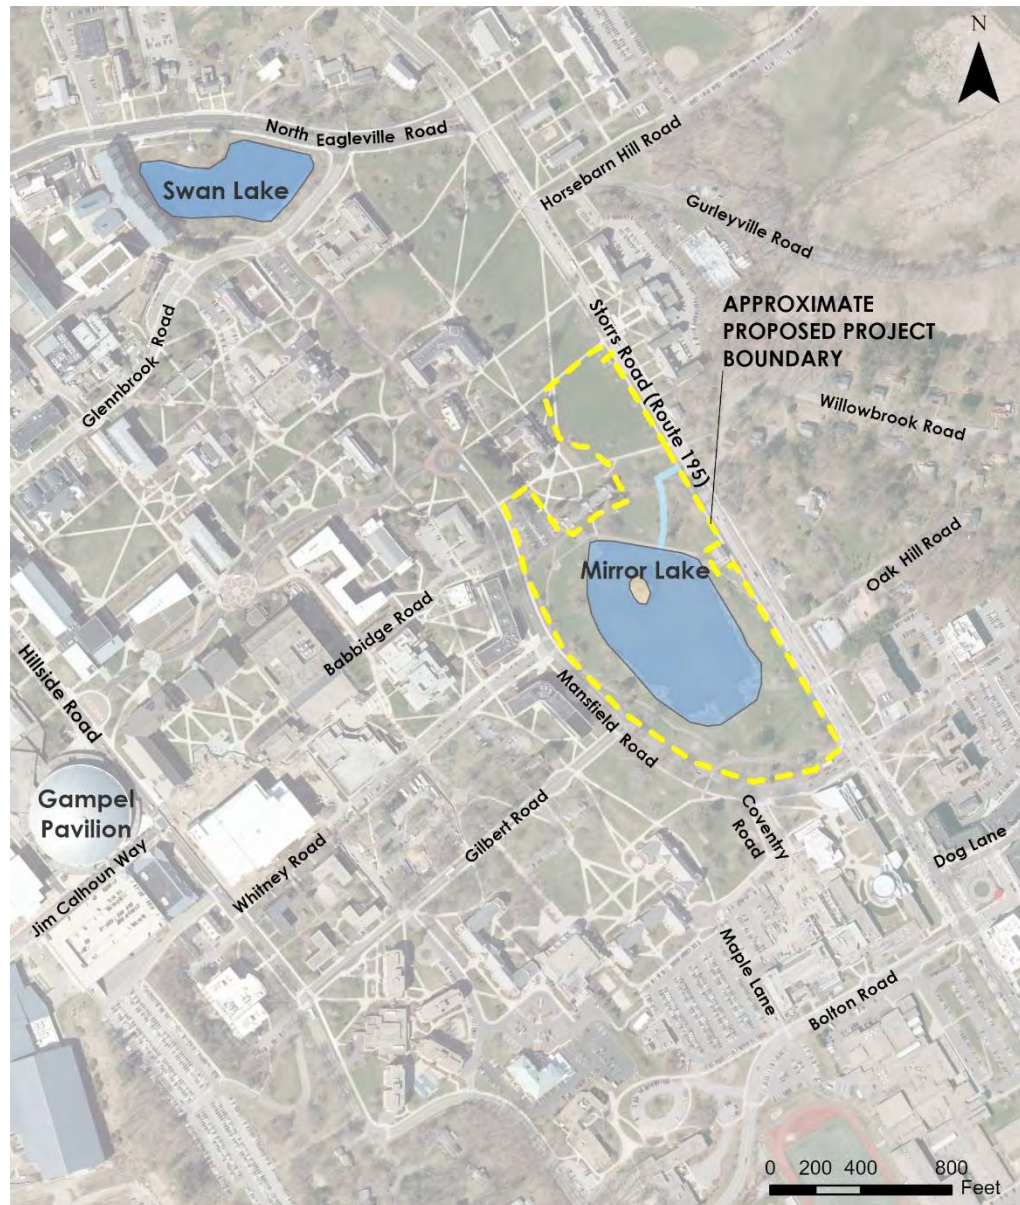 N
North Eagleville Road
Swan Lake
Horsebarn Hill Road
Gurleyville Road
APPROXIMATE
PROPOSED PROJECT
BOUNDARY
Storrs Road (Route 195)
Glennbrook Road
Willowbrook Road
Mirror Lake
Oak Hill Road
Babbidge Road
Hillside Road
Mansfield Road
Gampel
Pavilion
Gilbert Road
Coventry
Road
Dog Lane
Whitney Road
Jim Calhoun Way
Maple Lane
Bolton Road
0 200 400 800
Feet